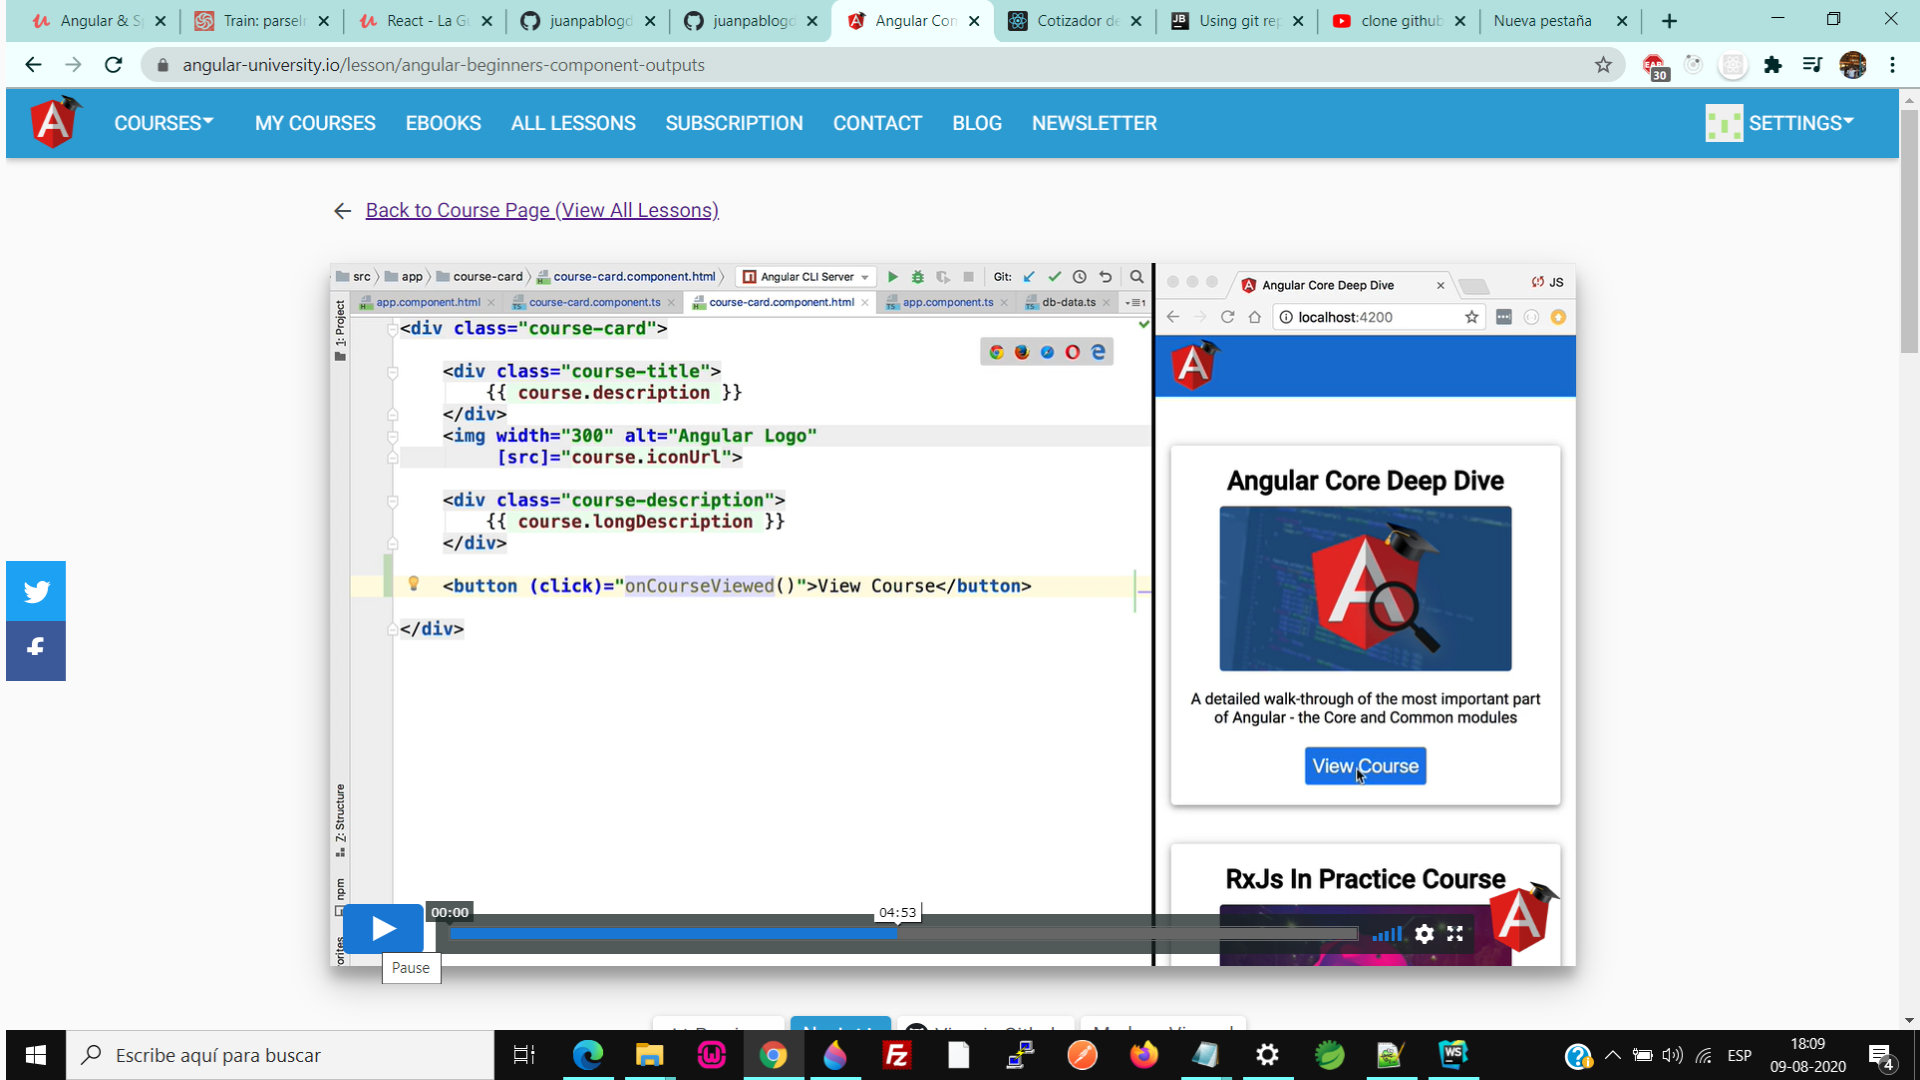 Angular & Sp
Train: parseIn
React - La Gu
juanpablogd
juanpablogd
Angular Con
Cotizador de
Using git rep
clone github
Nueva pestaña
angular-university.io/lesson/angular-beginners-component-outputs
30
COURSES
MY COURSES
EBOOKS
ALL LESSONS
SUBSCRIPTION
CONTACT
BLOG
NEWSLETTER
SETTINGS
Back to Course Page (View All Lessons)
src
app
course-card
course-card.component.html
Angular CLI Server
Git:
app.component.html
course-card.component.ts
course-card.component.html
app.component.ts
db-data.ts
1: Project
<div class="course-card">
<div class="course-title">
{{ course.description }}
</div>
<img width="300" alt="Angular Logo"
[src]="course.iconUrl">
<div class="course-description">
{{ course.longDescription }}
</div>
<button (click)="onCourseViewed()">View Course</button>
</div>
Z: Structure
npm
Angular Core Deep Dive
JS
localhost:4200
Angular Core Deep Dive
A detailed walk-through of the most important part
of Angular - the Core and Common modules
View Course
RxJs In Practice Course
00:00
04:53
Pause
Escribe aquí para buscar
ESP
18:09
09-08-2020
4